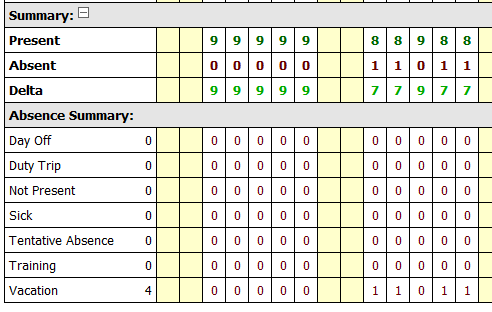 Summary:
Present 9 9 9 9 9 8 8 9 8 8
Absent 0 0 0 0 0 1 1 0 1 1
Delta 9 9 9 9 9 7 7 9 7 7
Absence Summary:
Day Off 0 0 0 0 0 0 0 0 0 0 0
Duty Trip 0 0 0 0 0 0 0 0 0 0 0
Not Present 0 0 0 0 0 0 0 0 0 0 0
Sick 0 0 0 0 0 0 0 0 0 0 0
Tentative Absence 0 0 0 0 0 0 0 0 0 0 0
Training 0 0 0 0 0 0 0 0 0 0 0
Vacation 4 0 0 0 0 0 1 1 0 1 1